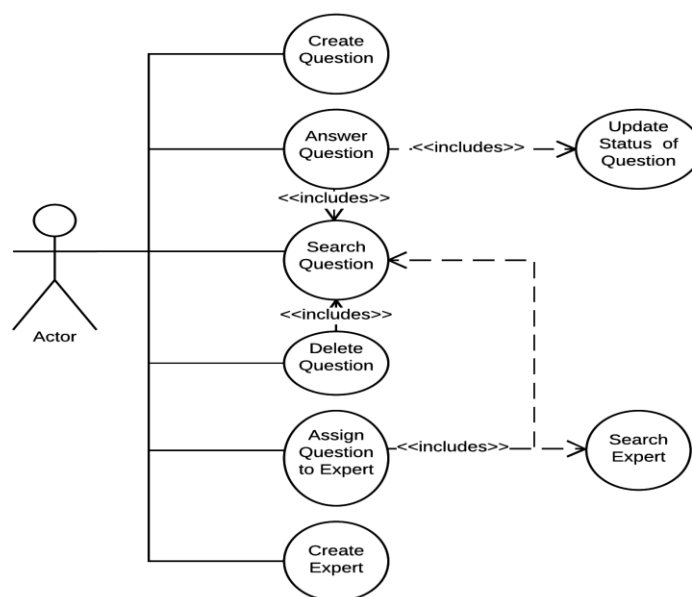 Create
Question
Answer
Question
<<includes>>
Update
Status of
Question
<<includes>>
Search
Question
<<includes>>
Delete
Question
Actor
Assign
Question
to Expert
<<includes>>
Search
Expert
Create
Expert